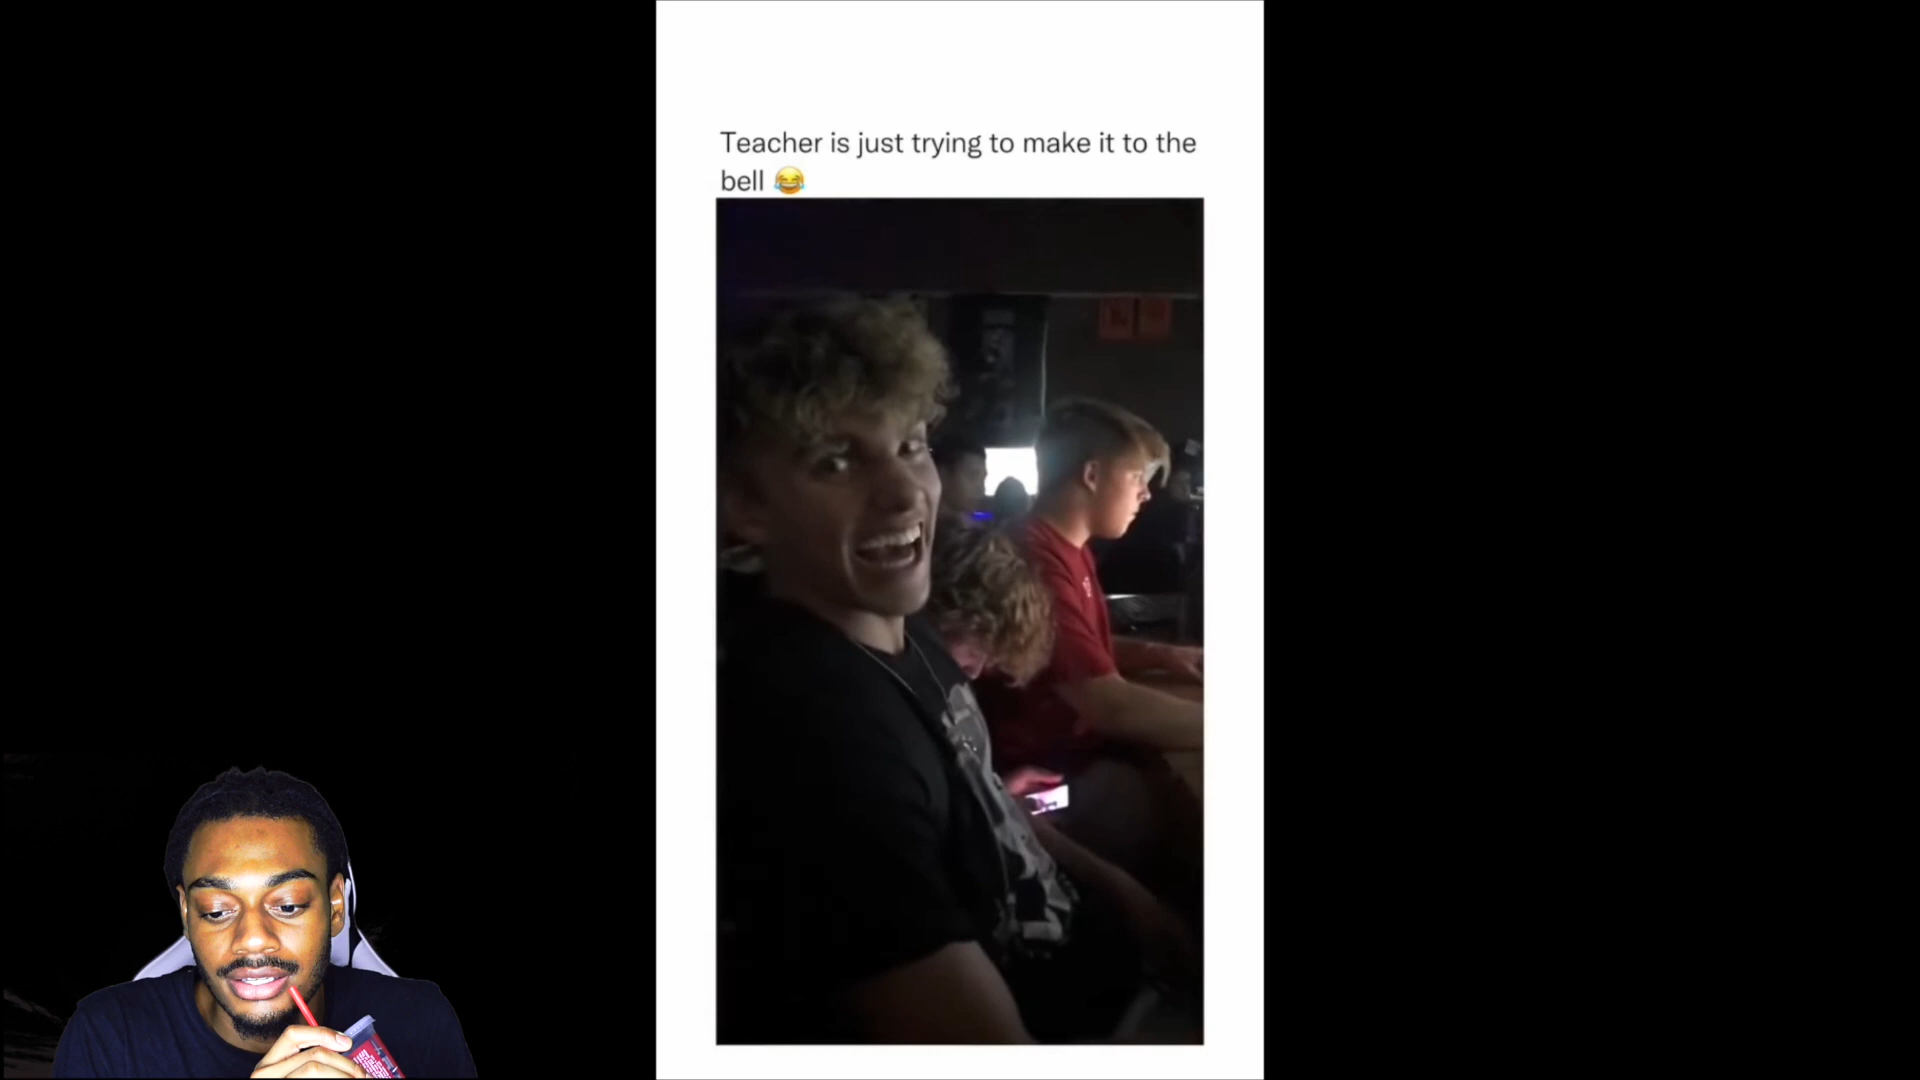 Teacher is just trying to make it to the
bell 😂